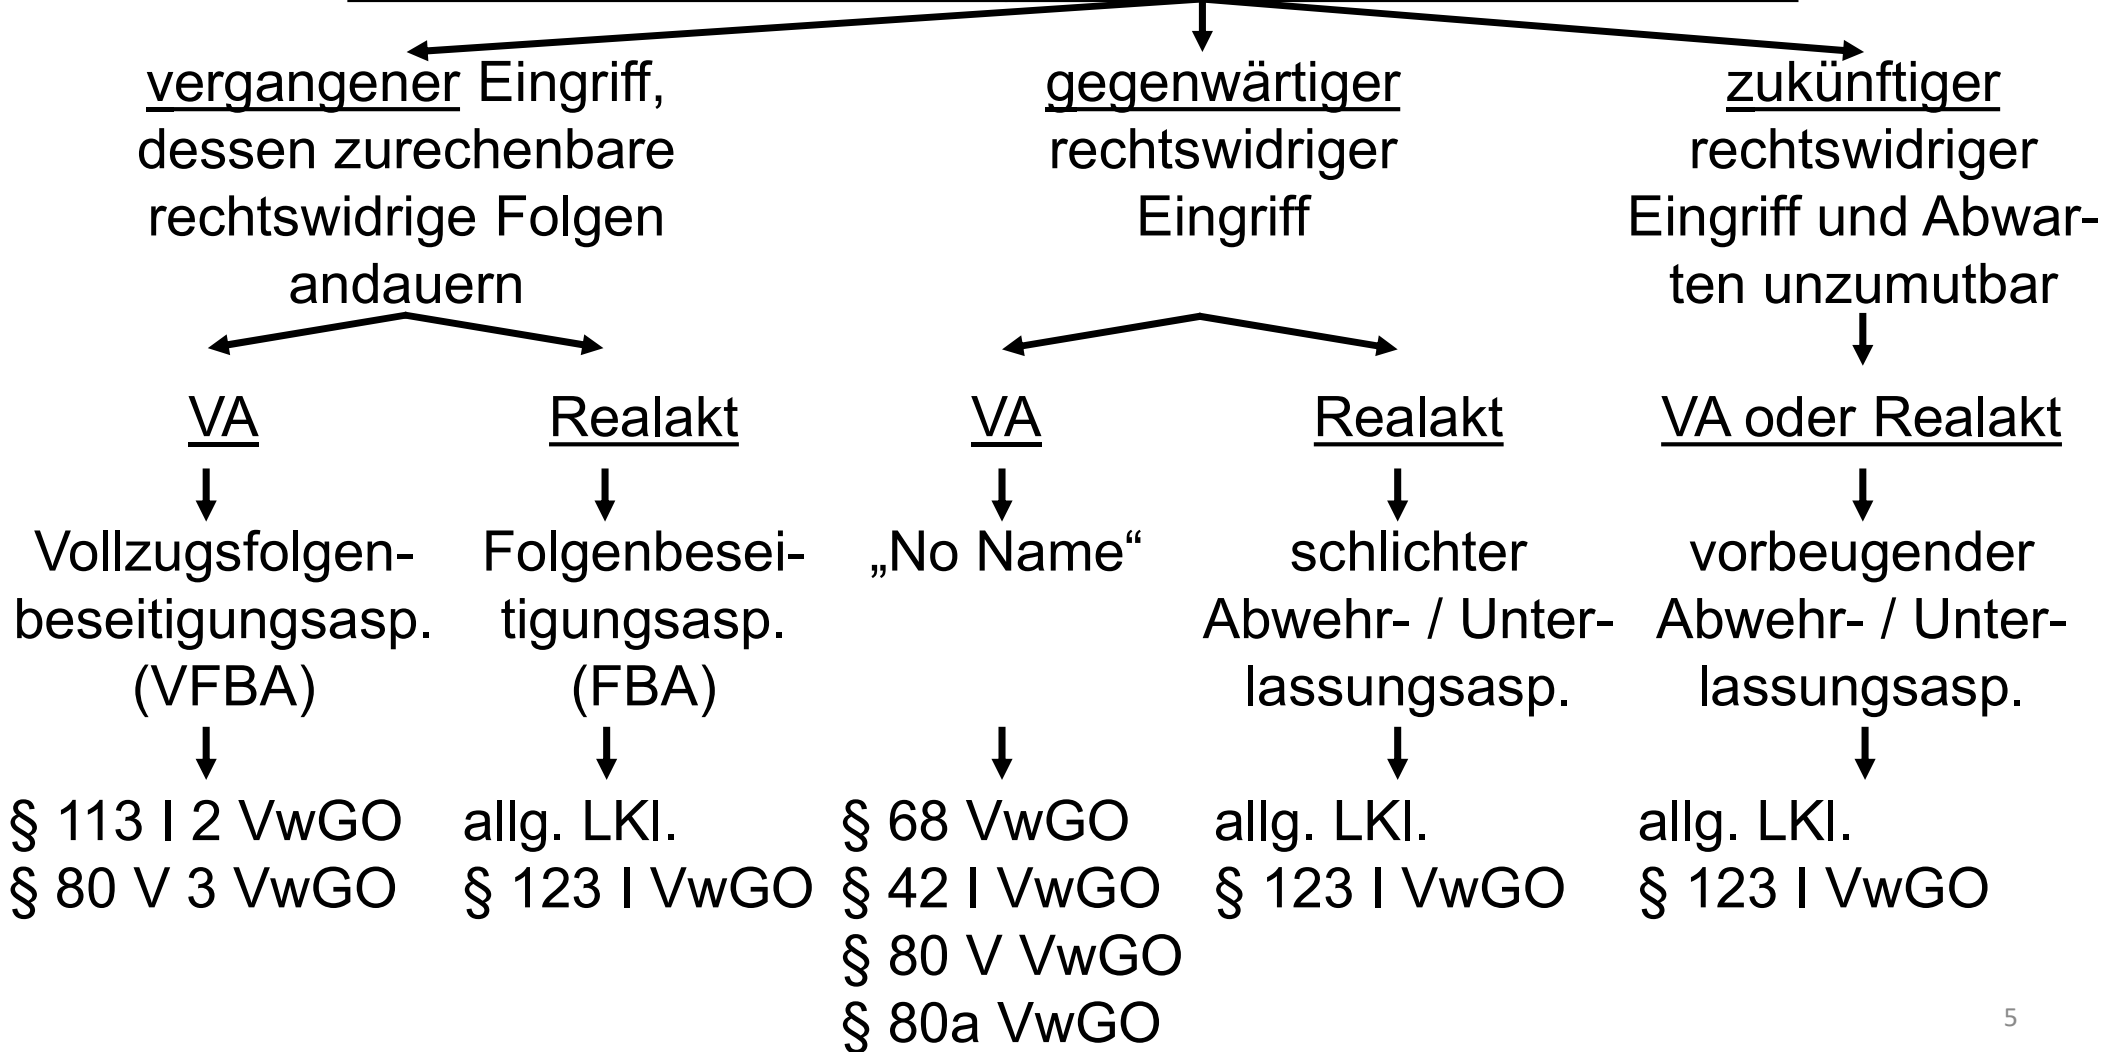 vergangener Eingriff,
dessen zurechenbare
rechtswidrige Folgen
andauern
gegenwärtiger
rechtswidriger
Eingriff
zukünftiger
rechtswidriger
Eingriff und Abwar-
ten unzumutbar
VA
Realakt
VA
Realakt
VA oder Realakt
Vollzugsfolgen-
beseitigungsasp.
(VFBA)
Folgenbesei-
tigungsasp.
(FBA)
„No Name“
schlichter
Abwehr- / Unter-
lassungsasp.
vorbeugender
Abwehr- / Unter-
lassungsasp.
§ 113 I 2 VwGO
§ 80 V 3 VwGO
allg. LKl.
§ 123 I VwGO
§ 68 VwGO
§ 42 I VwGO
§ 80 V VwGO
§ 80a VwGO
allg. LKl.
§ 123 I VwGO
allg. LKl.
§ 123 I VwGO
5